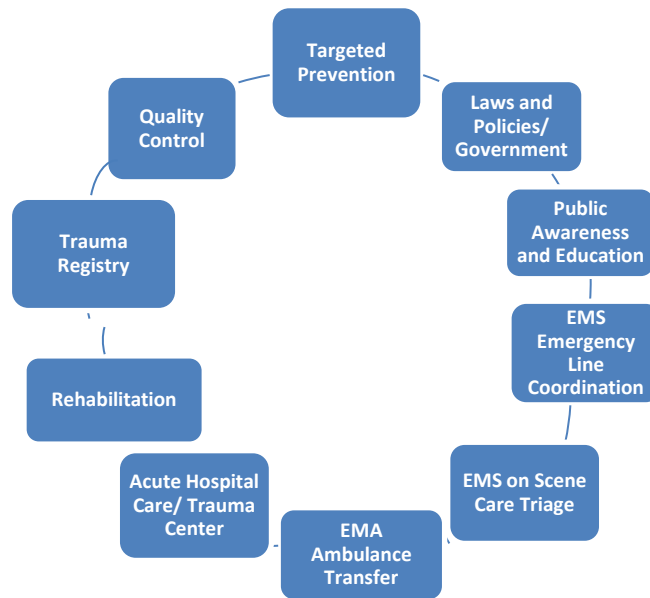 Targeted
Prevention
Laws and
Policies/
Government
Public
Awareness
and Education
EMS
Emergency
Line
Coordination
EMS on Scene
Care Triage
EMA
Ambulance
Transfer
Acute Hospital
Care/ Trauma
Center
Rehabilitation
Trauma
Registry
Quality
Control